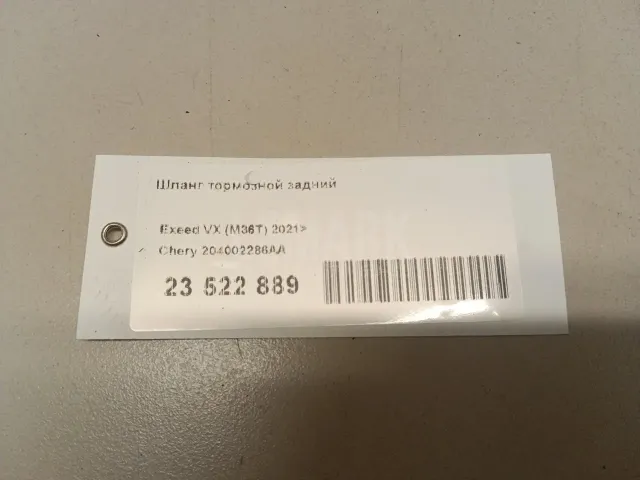 Шланг тормозной задний
Exeed VX (M36T) 2021>
Chery 204002286AA
23 522 889